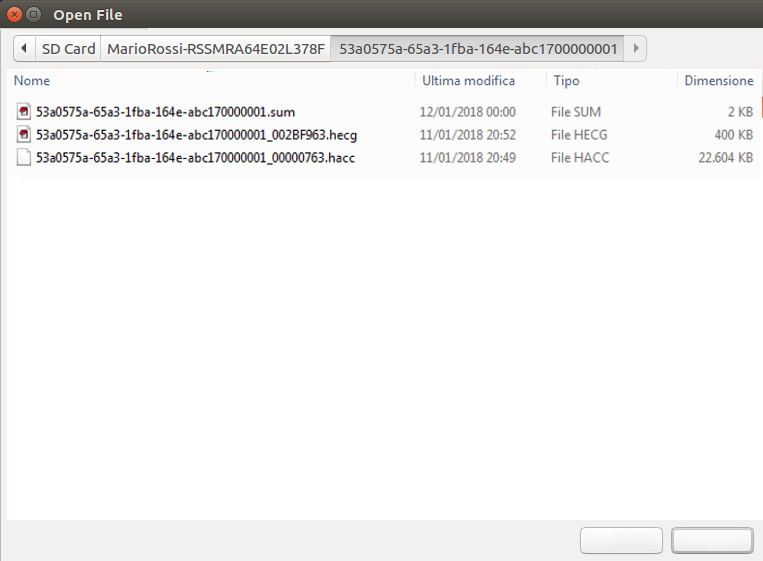 Open File
SD Card MarioRossi-RSSMRA64E02L378F 53a0575a-65a3-1fba-164e-abc1700000001
Nome Ultima modifica Tipo Dimensione
53a0575a-65a3-1fba-164e-abc170000001.sum 12/01/2018 00:00 File SUM 2 KB
53a0575a-65a3-1fba-164e-abc170000001_002BF963.hecg 11/01/2018 20:52 File HECG 400 KB
53a0575a-65a3-1fba-164e-abc170000001_00000763.hacc 11/01/2018 20:49 File HACC 22.604 KB